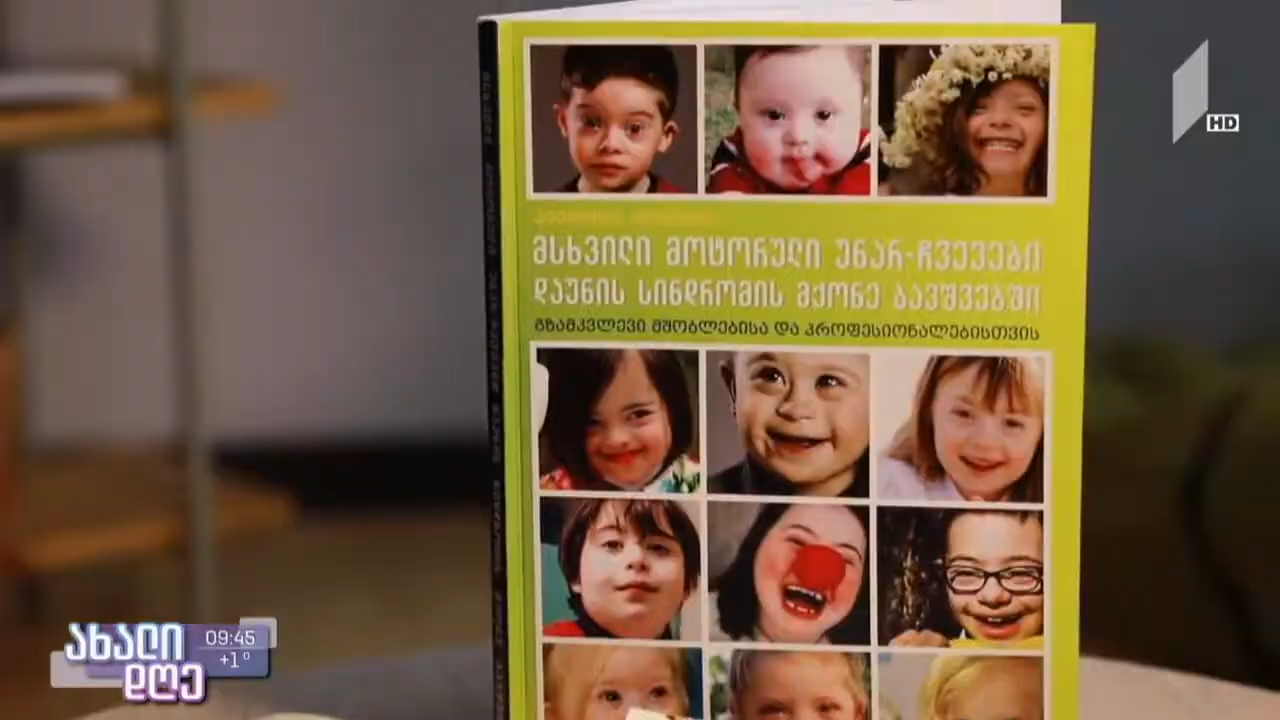 HD
მსხვილი მოტორული უნარ-ჩვევები
დაუნის სინდრომის მქონე ბავშვებში
გზამკვლევი მშობლებისა და პროფესიონალებისთვის
ახალი
დღე
09:45
+1°